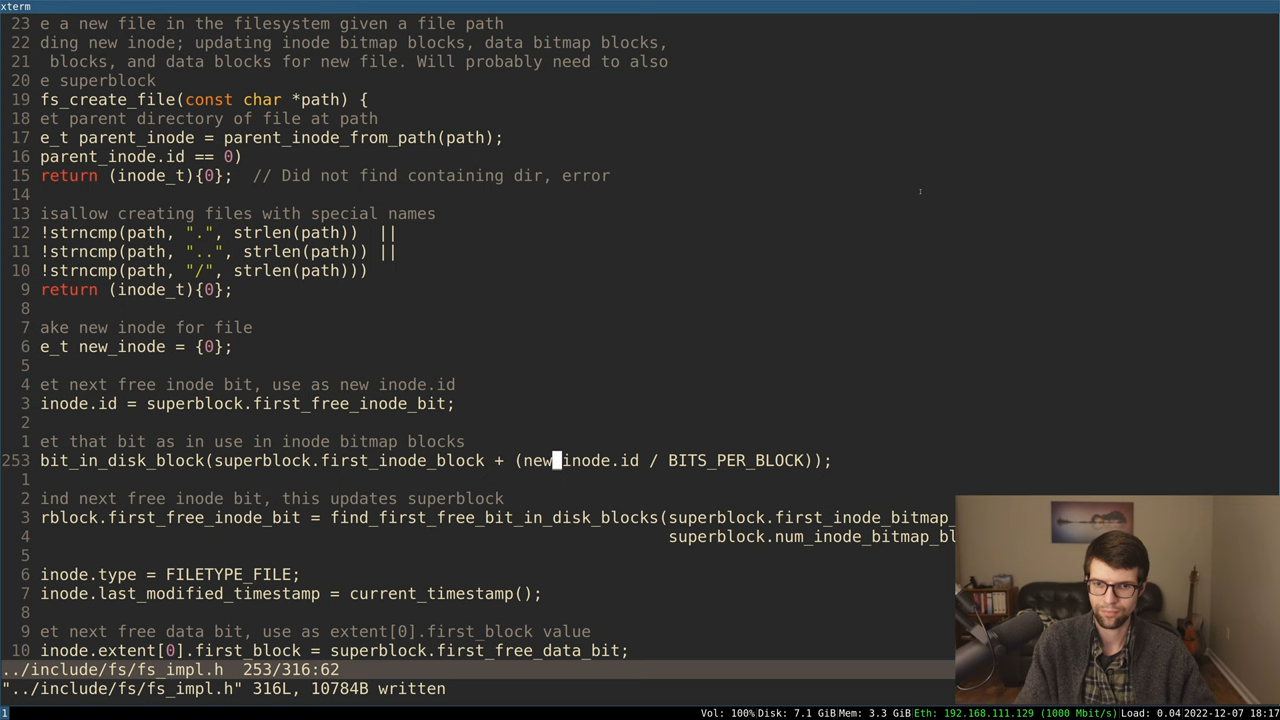 xterm
23 e a new file in the filesystem given a file path
22 ding new inode; updating inode bitmap blocks, data bitmap blocks,
21 blocks, and data blocks for new file. Will probably need to also
20 e superblock
19 fs_create_file(const char *path) {
18 et parent directory of file at path
17 e_t parent_inode = parent_inode_from_path(path);
16 parent_inode.id == 0)
15 return (inode_t){0};  // Did not find containing dir, error
14
13 isallow creating files with special names
12 !strncmp(path, ".", strlen(path))  ||
11 !strncmp(path, "..", strlen(path)) ||
10 !strncmp(path, "/", strlen(path)))
9 return (inode_t){0};
8
7 ake new inode for file
6 e_t new_inode = {0};
5
4 et next free inode bit, use as new inode.id
3 inode.id = superblock.first_free_inode_bit;
2
1 et that bit as in use in inode bitmap blocks
253 bit_in_disk_block(superblock.first_inode_block + (new_inode.id / BITS_PER_BLOCK));
1
2 ind next free inode bit, this updates superblock
3 rblock.first_free_inode_bit = find_first_free_bit_in_disk_blocks(superblock.first_inode_bitmap_
4 superblock.num_inode_bitmap_bl
5
6 inode.type = FILETYPE_FILE;
7 inode.last_modified_timestamp = current_timestamp();
8
9 et next free data bit, use as extent[0].first_block value
10 inode.extent[0].first_block = superblock.first_free_data_bit;
../include/fs/fs_impl.h  253/316:62
"../include/fs/fs_impl.h" 316L, 10784B written
1 Vol: 100% Disk: 7.1 GiB Mem: 3.3 GiB Eth: 192.168.111.129 (1000 Mbit/s) Load: 0.04 2022-12-07 18:17